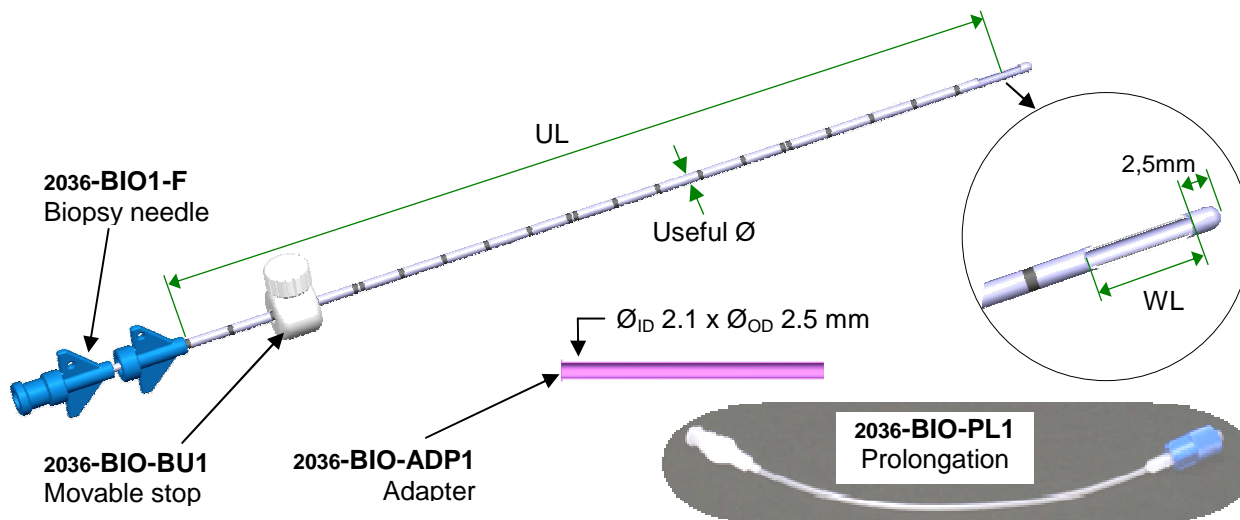 UL
2,5mm
2036-BIO1-F
Biopsy needle
Useful Ø
WL
ØID 2.1 x ØOD 2.5 mm
2036-BIO-BU1
Movable stop
2036-BIO-ADP1
Adapter
2036-BIO-PL1
Prolongation